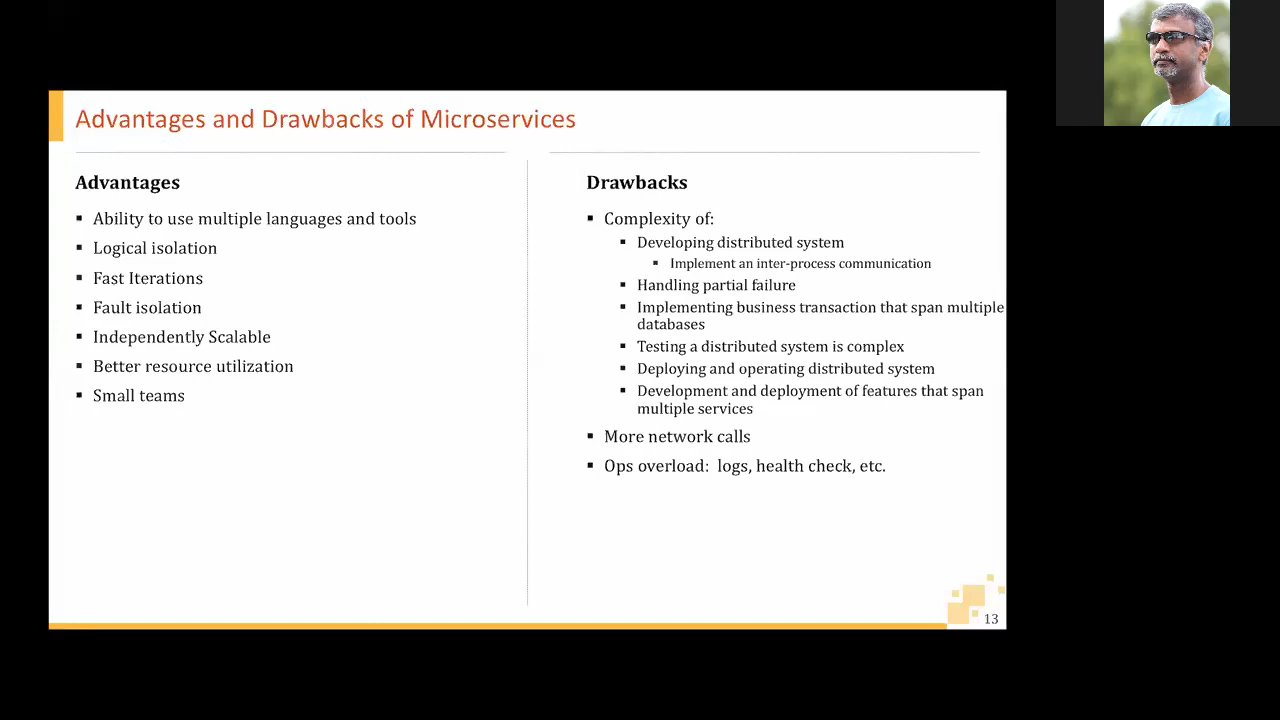 Advantages and Drawbacks of Microservices
Advantages
▪ Ability to use multiple languages and tools
▪ Logical isolation
▪ Fast Iterations
▪ Fault isolation
▪ Independently Scalable
▪ Better resource utilization
▪ Small teams
Drawbacks
▪ Complexity of:
▪ Developing distributed system
▪ Implement an inter-process communication
▪ Handling partial failure
▪ Implementing business transaction that span multiple
databases
▪ Testing a distributed system is complex
▪ Deploying and operating distributed system
▪ Development and deployment of features that span
multiple services
▪ More network calls
▪ Ops overload:  logs, health check, etc.
13